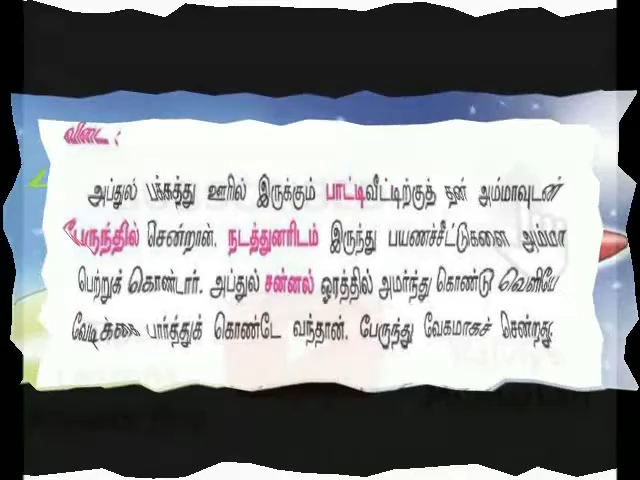 விடை :
அப்துல் பக்கத்து ஊரில் இருக்கும் பாட்டிவீட்டிற்குத் தன் அம்மாவுடன்
பேருந்தில் சென்றான். நடத்துனரிடம் இருந்து பயணச்சீட்டுகளை அம்மா
பெற்றுக் கொண்டார். அப்துல் சன்னல் ஓரத்தில் அமர்ந்து கொண்டு வெளியே
வேடிக்கை பார்த்துக் கொண்டே வந்தான். பேருந்து வேகமாகச் சென்றது.